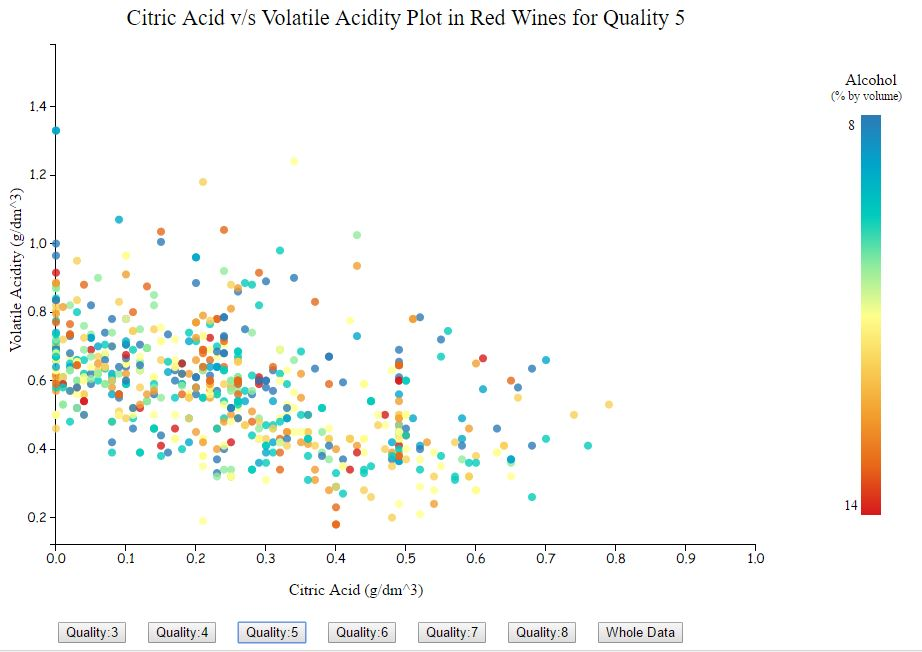 Citric Acid v/s Volatile Acidity Plot in Red Wines for Quality 5
Alcohol
(% by volume)
8
14
Volatile Acidity (g/dm^3)
1.4
1.2
1.0
0.8
0.6
0.4
0.2
0.0 0.1 0.2 0.3 0.4 0.5 0.6 0.7 0.8 0.9 1.0
Citric Acid (g/dm^3)
Quality:3 Quality:4 Quality:5 Quality:6 Quality:7 Quality:8 Whole Data